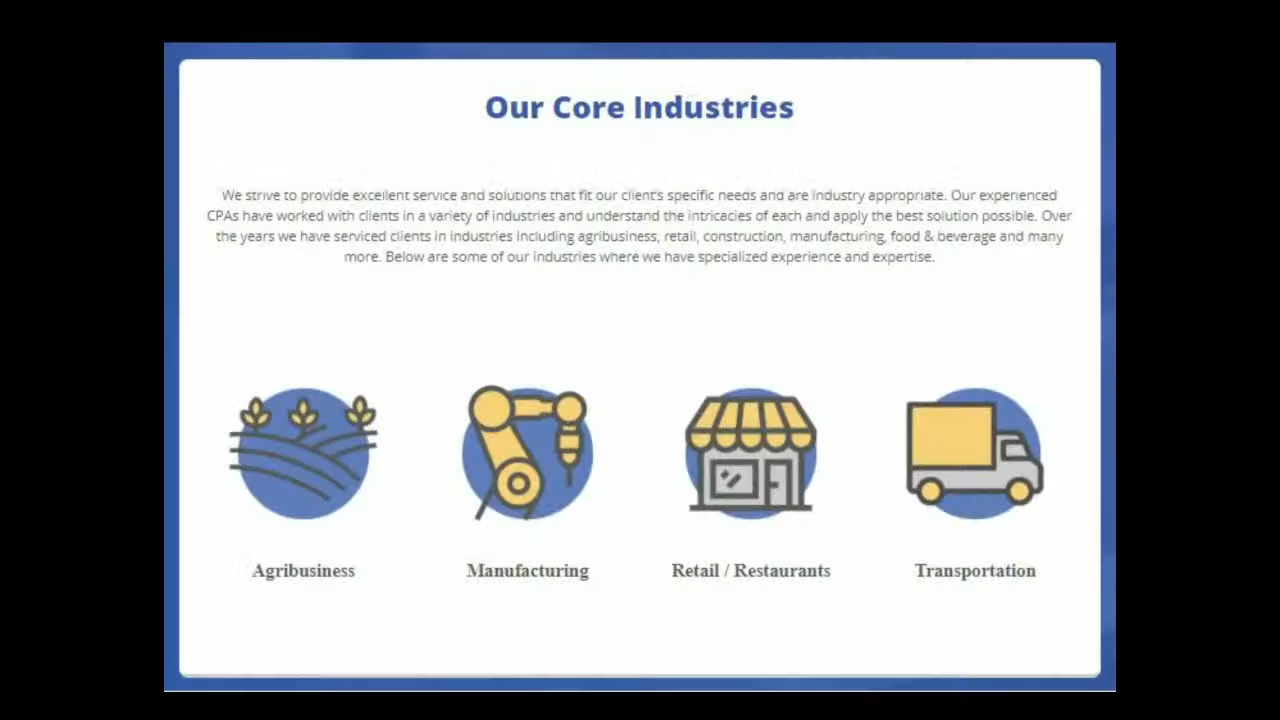 Our Core Industries
We strive to provide excellent service and solutions that fit our client's specific needs and are industry appropriate. Our experienced
CPAs have worked with clients in a variety of industries and understand the intricacies of each and apply the best solution possible. Over
the years we have serviced clients in industries including agribusiness, retail, construction, manufacturing, food & beverage and many
more. Below are some of our industries where we have specialized experience and expertise.
Agribusiness
Manufacturing
Retail / Restaurants
Transportation